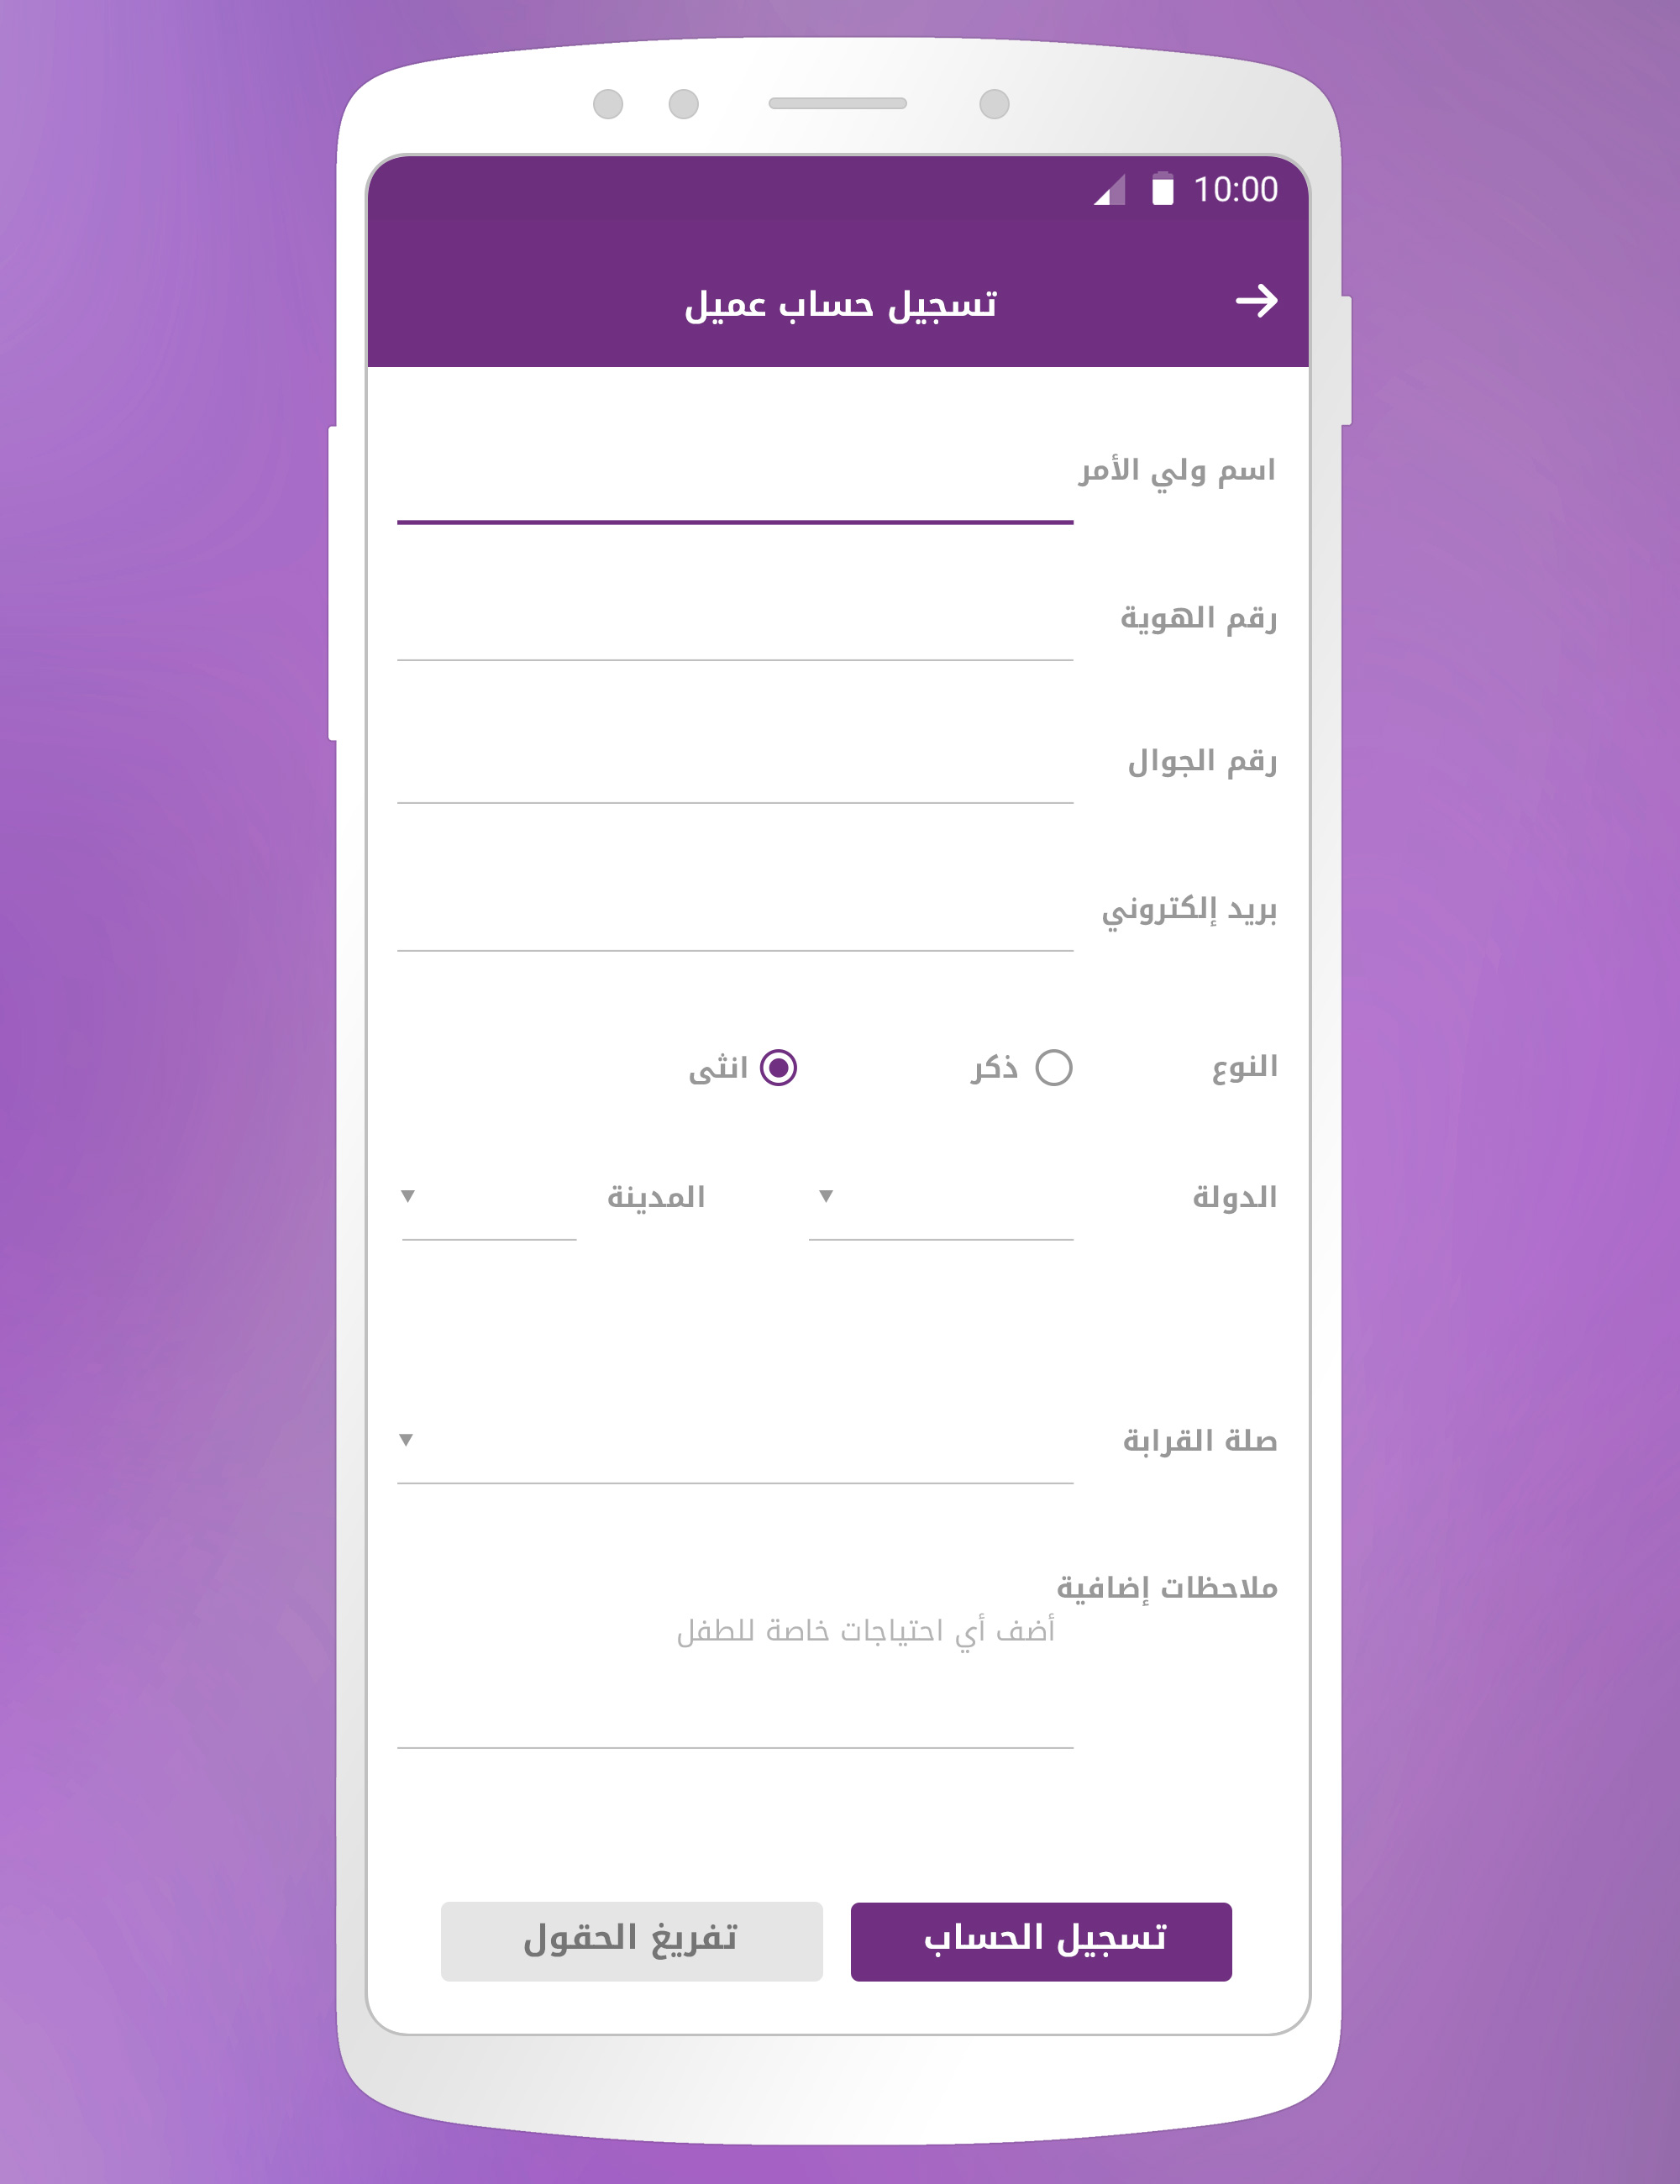 10:00
تسجيل حساب عميل
اسم ولي الأمر
رقم الهوية
رقم الجوال
بريد إلكتروني
النوع ذكر انثى
الدولة المدينة
صلة القرابة
ملاحظات إضافية
أضف أي احتياجات خاصة للطفل
تسجيل الحساب تفريغ الحقول